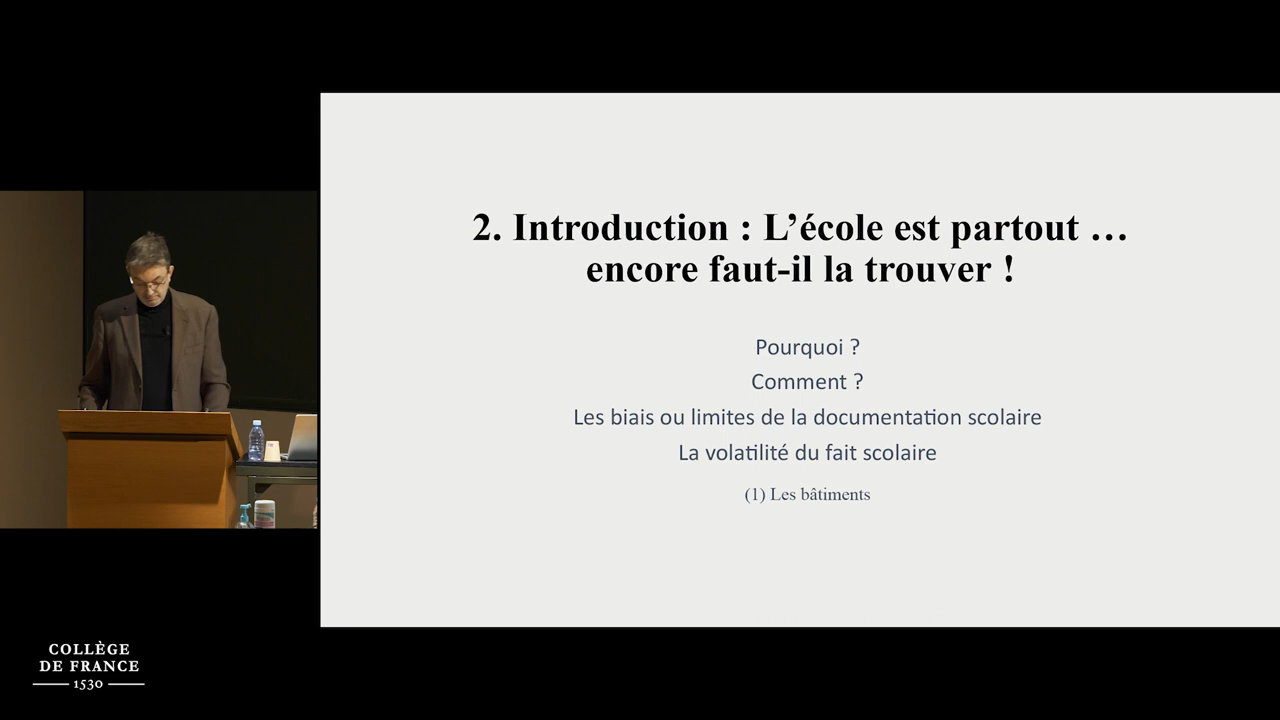 2. Introduction : L’école est partout …
encore faut-il la trouver !
Pourquoi ?
Comment ?
Les biais ou limites de la documentation scolaire
La volatilité du fait scolaire
(1) Les bâtiments
COLLÈGE
DE FRANCE
1530